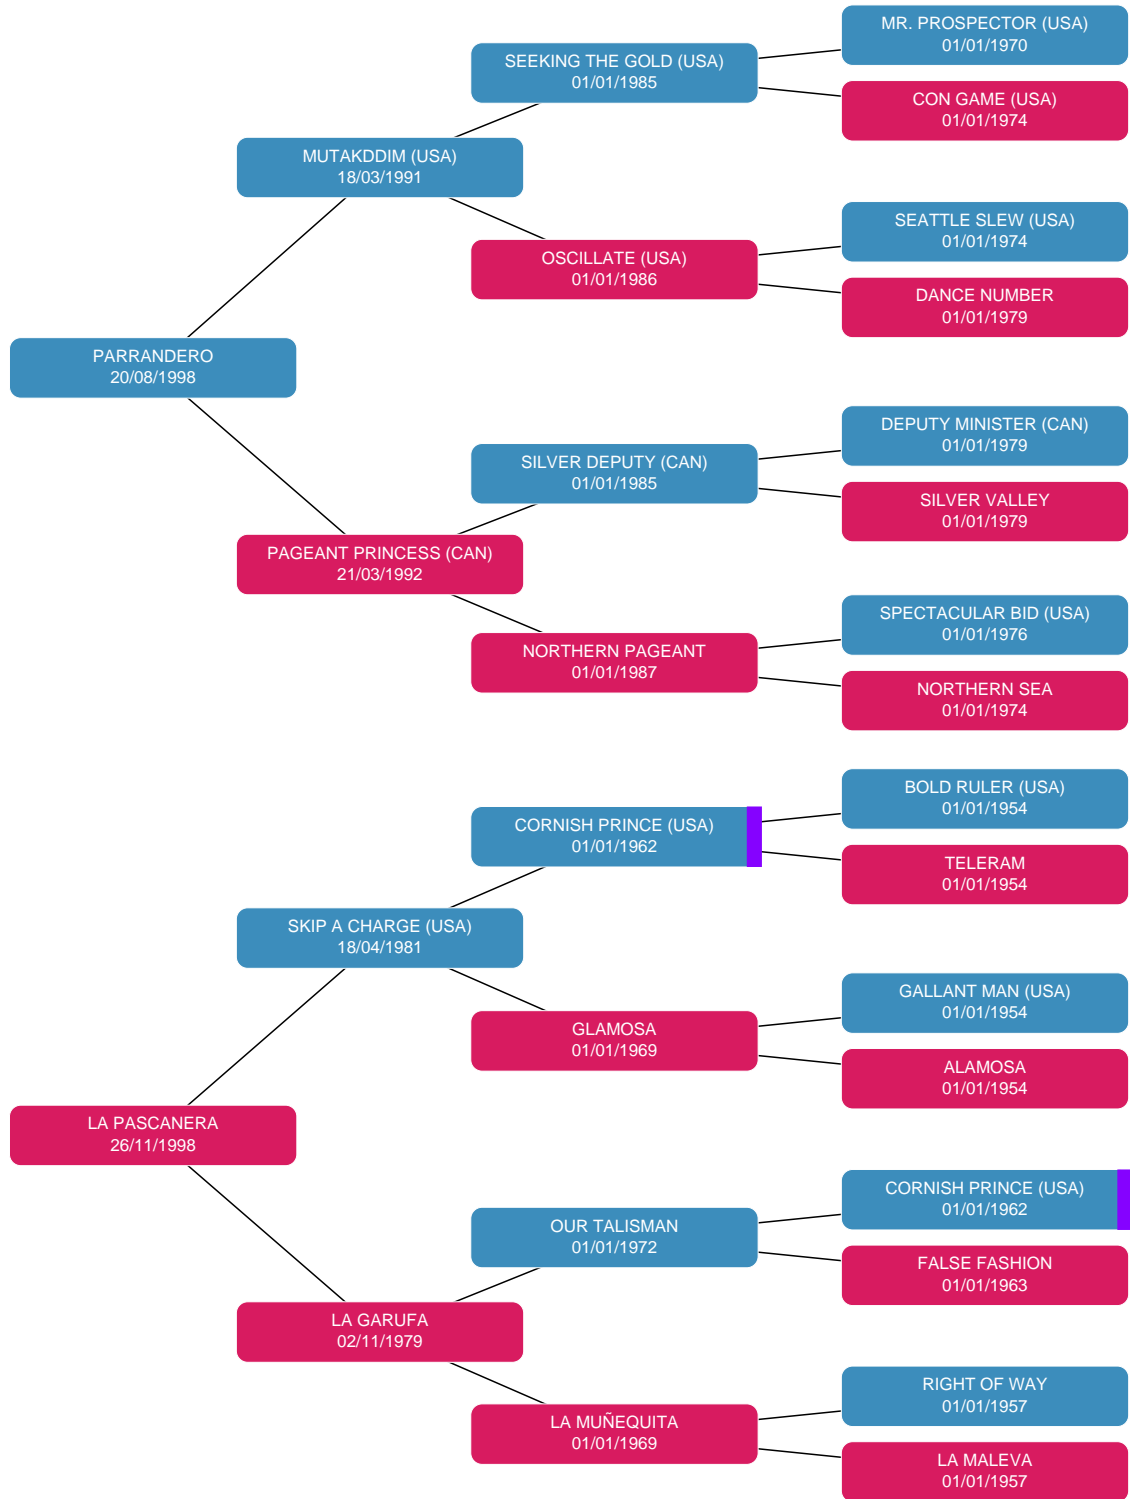 MR. PROSPECTOR (USA)
01/01/1970
SEEKING THE GOLD (USA)
01/01/1985
CON GAME (USA)
01/01/1974
MUTAKDDIM (USA)
18/03/1991
SEATTLE SLEW (USA)
01/01/1974
OSCILLATE (USA)
01/01/1986
DANCE NUMBER
01/01/1979
PARRANDERO
20/08/1998
DEPUTY MINISTER (CAN)
01/01/1979
SILVER DEPUTY (CAN)
01/01/1985
SILVER VALLEY
01/01/1979
PAGEANT PRINCESS (CAN)
21/03/1992
SPECTACULAR BID (USA)
01/01/1976
NORTHERN PAGEANT
01/01/1987
NORTHERN SEA
01/01/1974
BOLD RULER (USA)
01/01/1954
CORNISH PRINCE (USA)
01/01/1962
TELERAM
01/01/1954
SKIP A CHARGE (USA)
18/04/1981
GALLANT MAN (USA)
01/01/1954
GLAMOSA
01/01/1969
ALAMOSA
01/01/1954
LA PASCANERA
26/11/1998
CORNISH PRINCE (USA)
01/01/1962
OUR TALISMAN
01/01/1972
FALSE FASHION
01/01/1963
LA GARUFA
02/11/1979
RIGHT OF WAY
01/01/1957
LA MUÑEQUITA
01/01/1969
LA MALEVA
01/01/1957